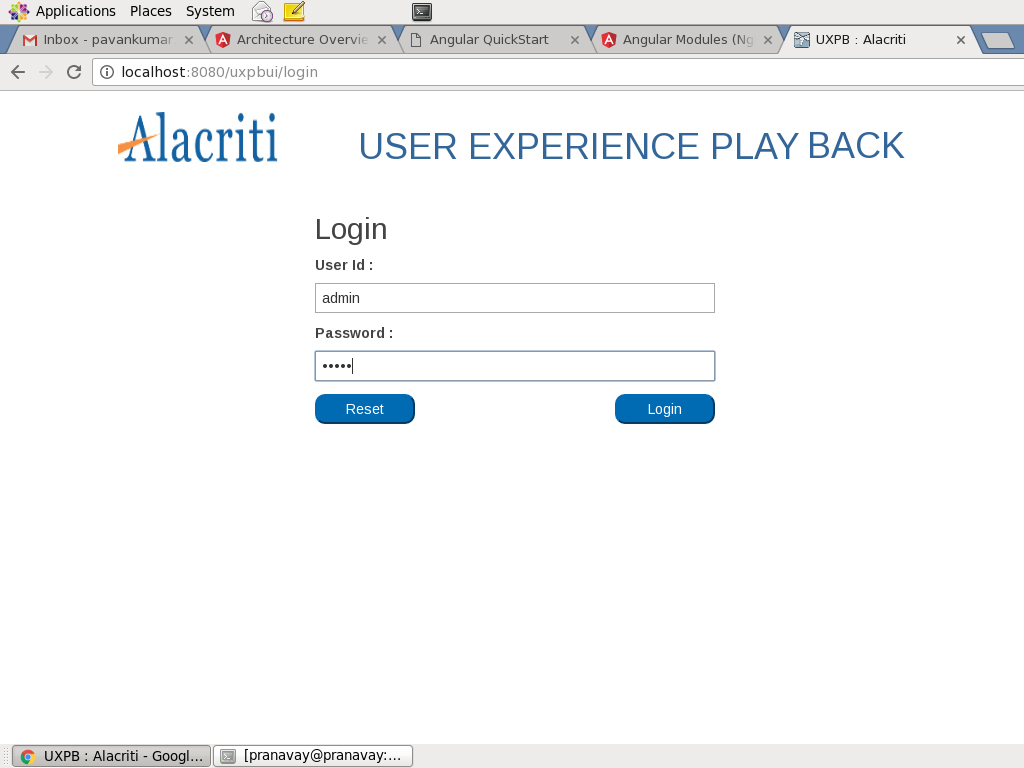 Applications Places System
Inbox - pavankumar
Architecture Overvie
Angular QuickStart
Angular Modules (Ng
UXPB : Alacriti
localhost:8080/uxpbui/login
Alacriti
USER EXPERIENCE PLAY BACK
Login
User Id :
admin
Password :
•••••
Reset
Login
UXPB : Alacriti - Googl...
[pranavay@pranavay:...